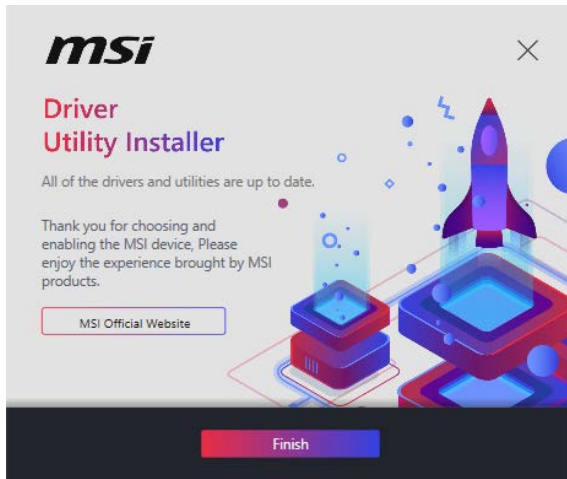 msi
Driver
Utility Installer
All of the drivers and utilities are up to date.
Thank you for choosing and
enabling the MSI device, Please
enjoy the experience brought by MSI
products.
MSI Official Website
Finish